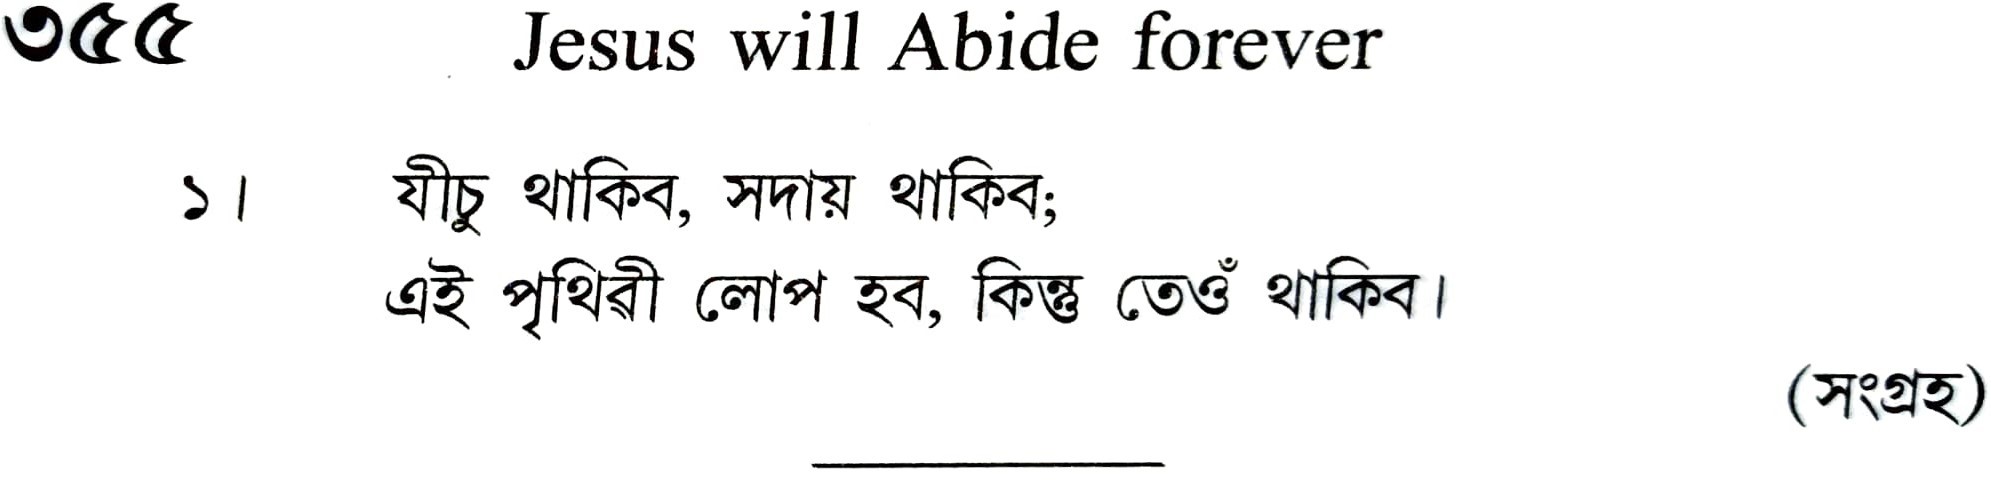 ৩৫৫ Jesus will Abide forever
১। যীচু থাকিব, সদায় থাকিব;
এই পৃথিৱী লোপ হব, কিন্তু তেওঁ থাকিব।
(সংগ্ৰহ)